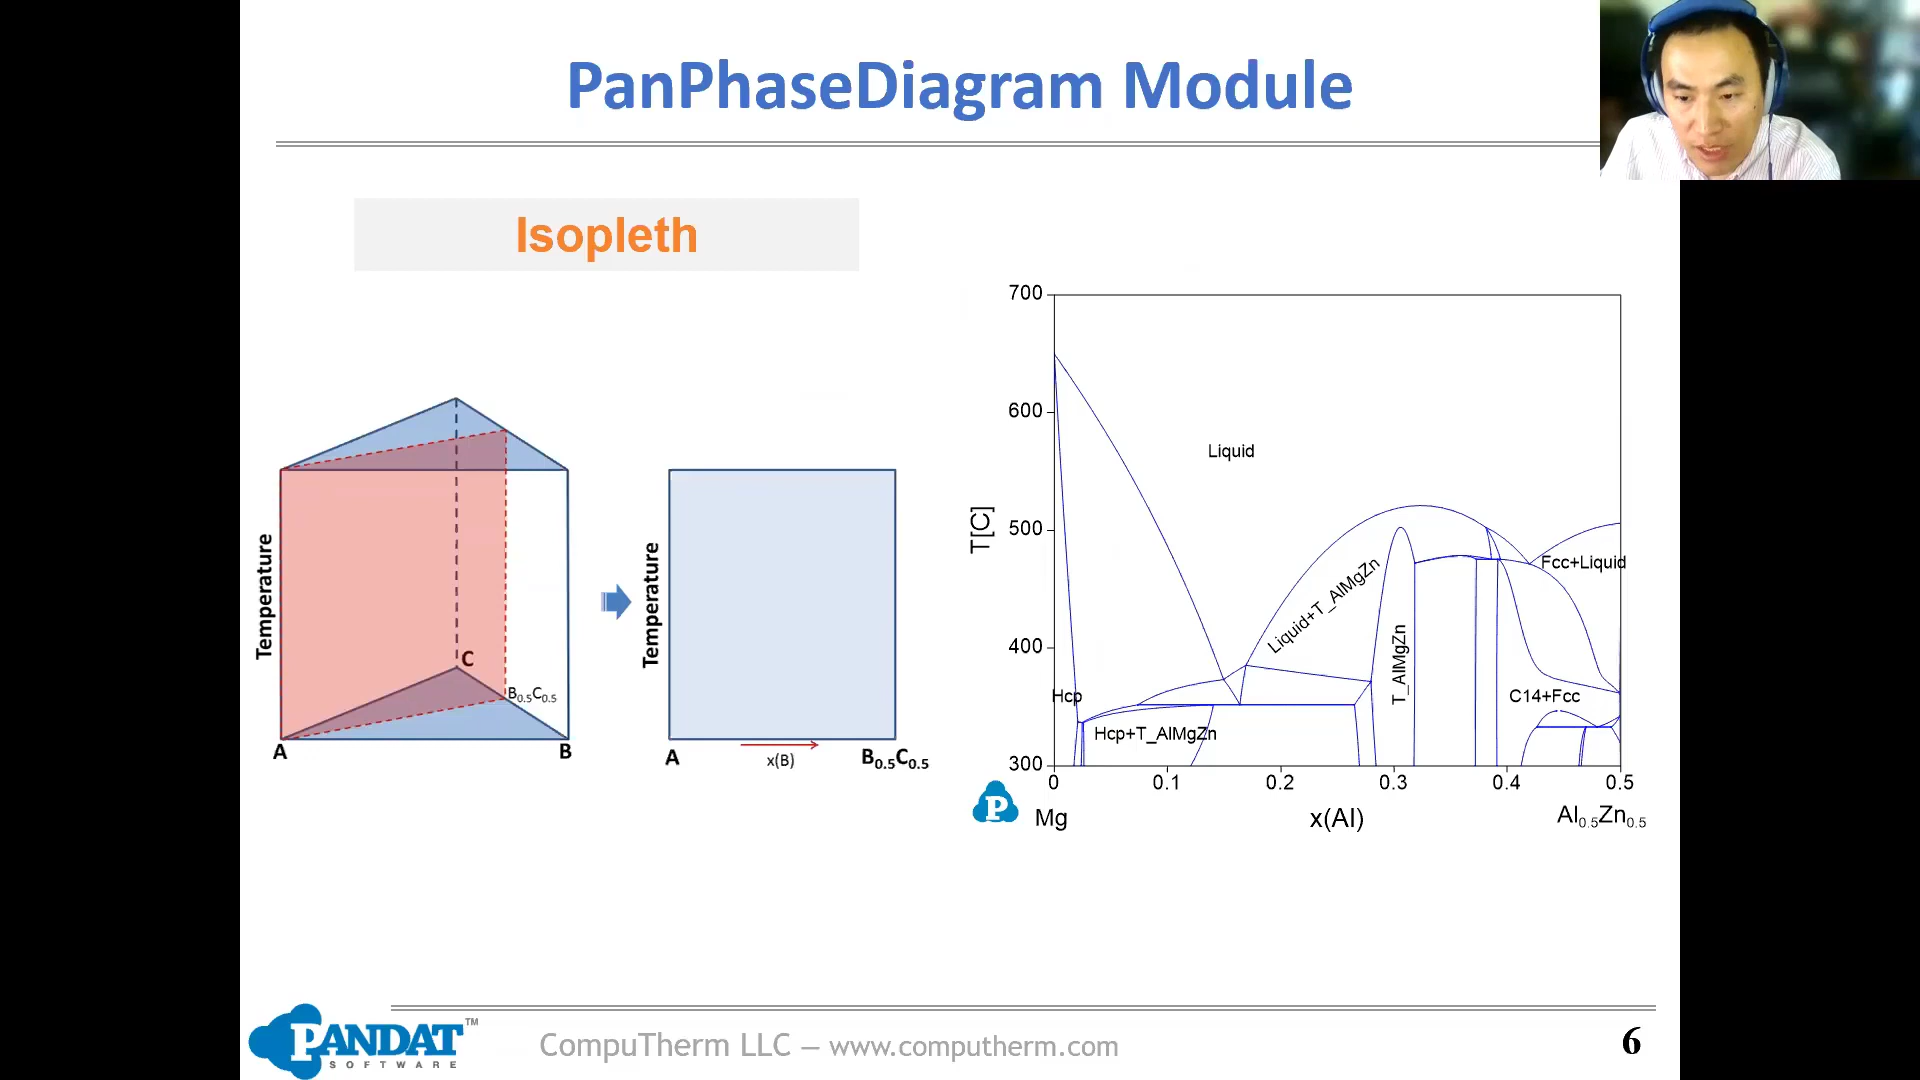 PanPhaseDiagram Module
Isopleth
Temperature
C
B0.5C0.5
A
B
Temperature
A
x(B)
B0.5C0.5
700
600
500
400
300
T[C]
Liquid
Liquid+T_AlMgZn
T_AlMgZn
Fcc+Liquid
C14+Fcc
Hcp
Hcp+T_AlMgZn
0
0.1
0.2
0.3
0.4
0.5
P
Mg
x(Al)
Al0.5Zn0.5
PANDAT™
SOFTWARE
CompuTherm LLC – www.computherm.com
6